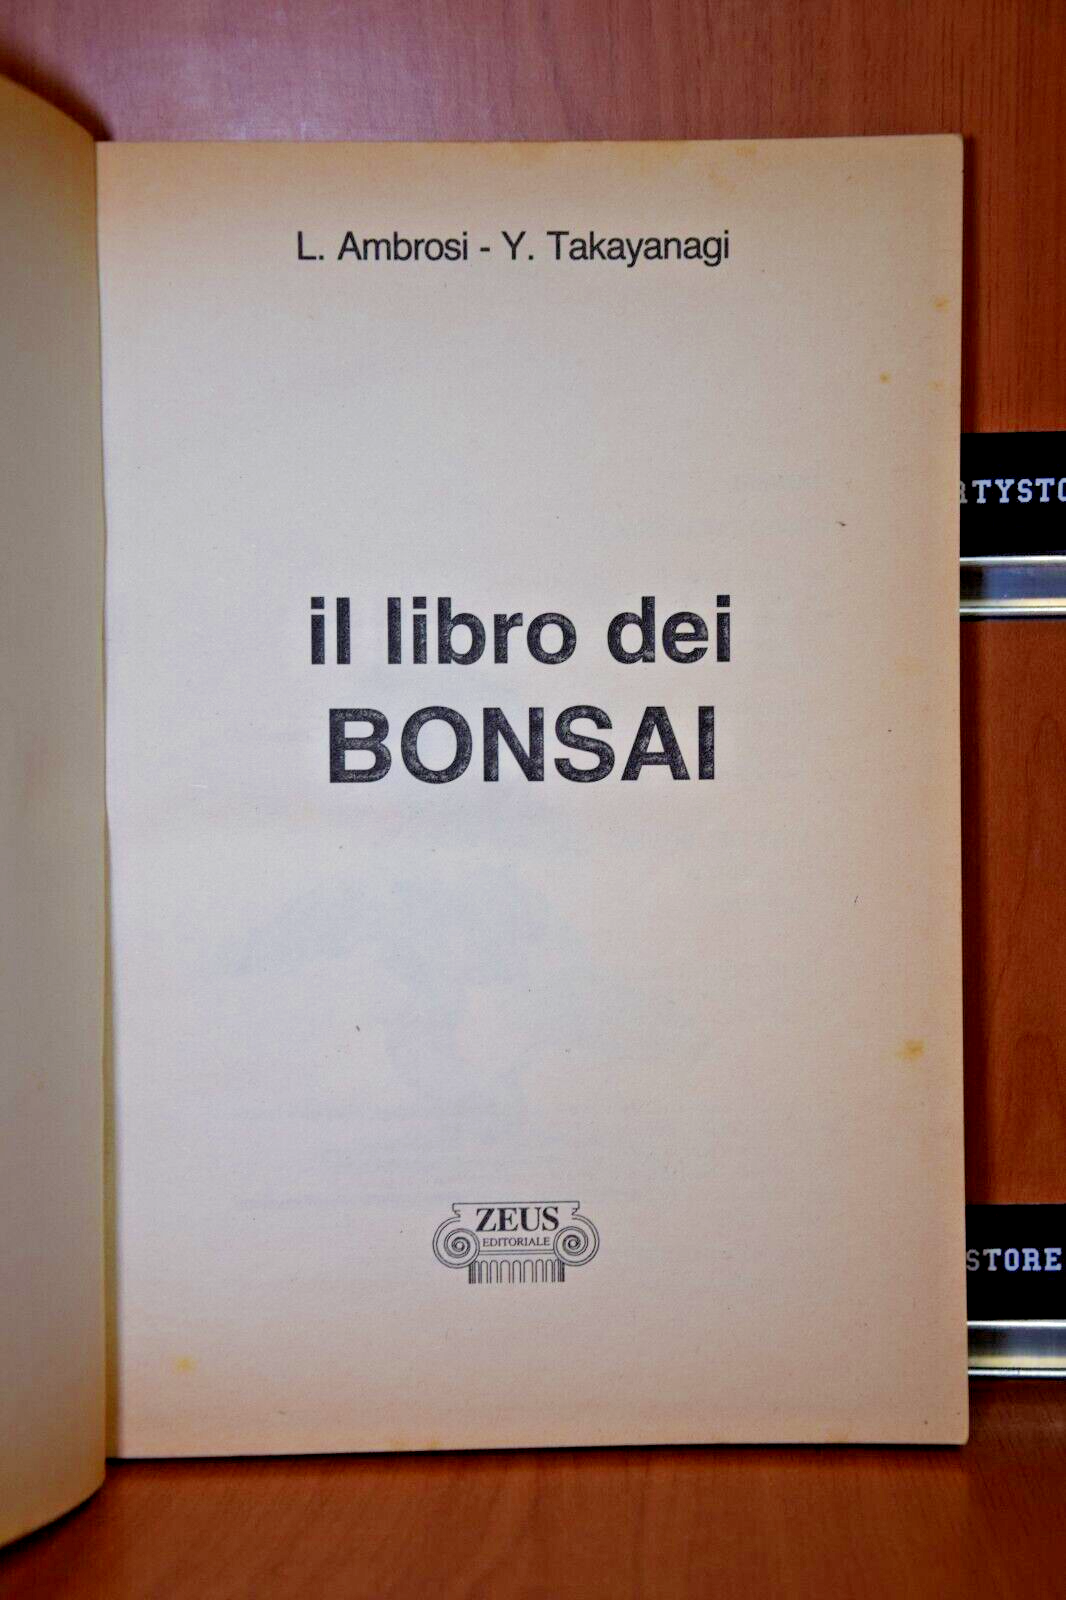 L. Ambrosi - Y. Takayanagi
il libro dei
BONSAI
ZEUS
EDITORIALE
RTYSTO
STORE